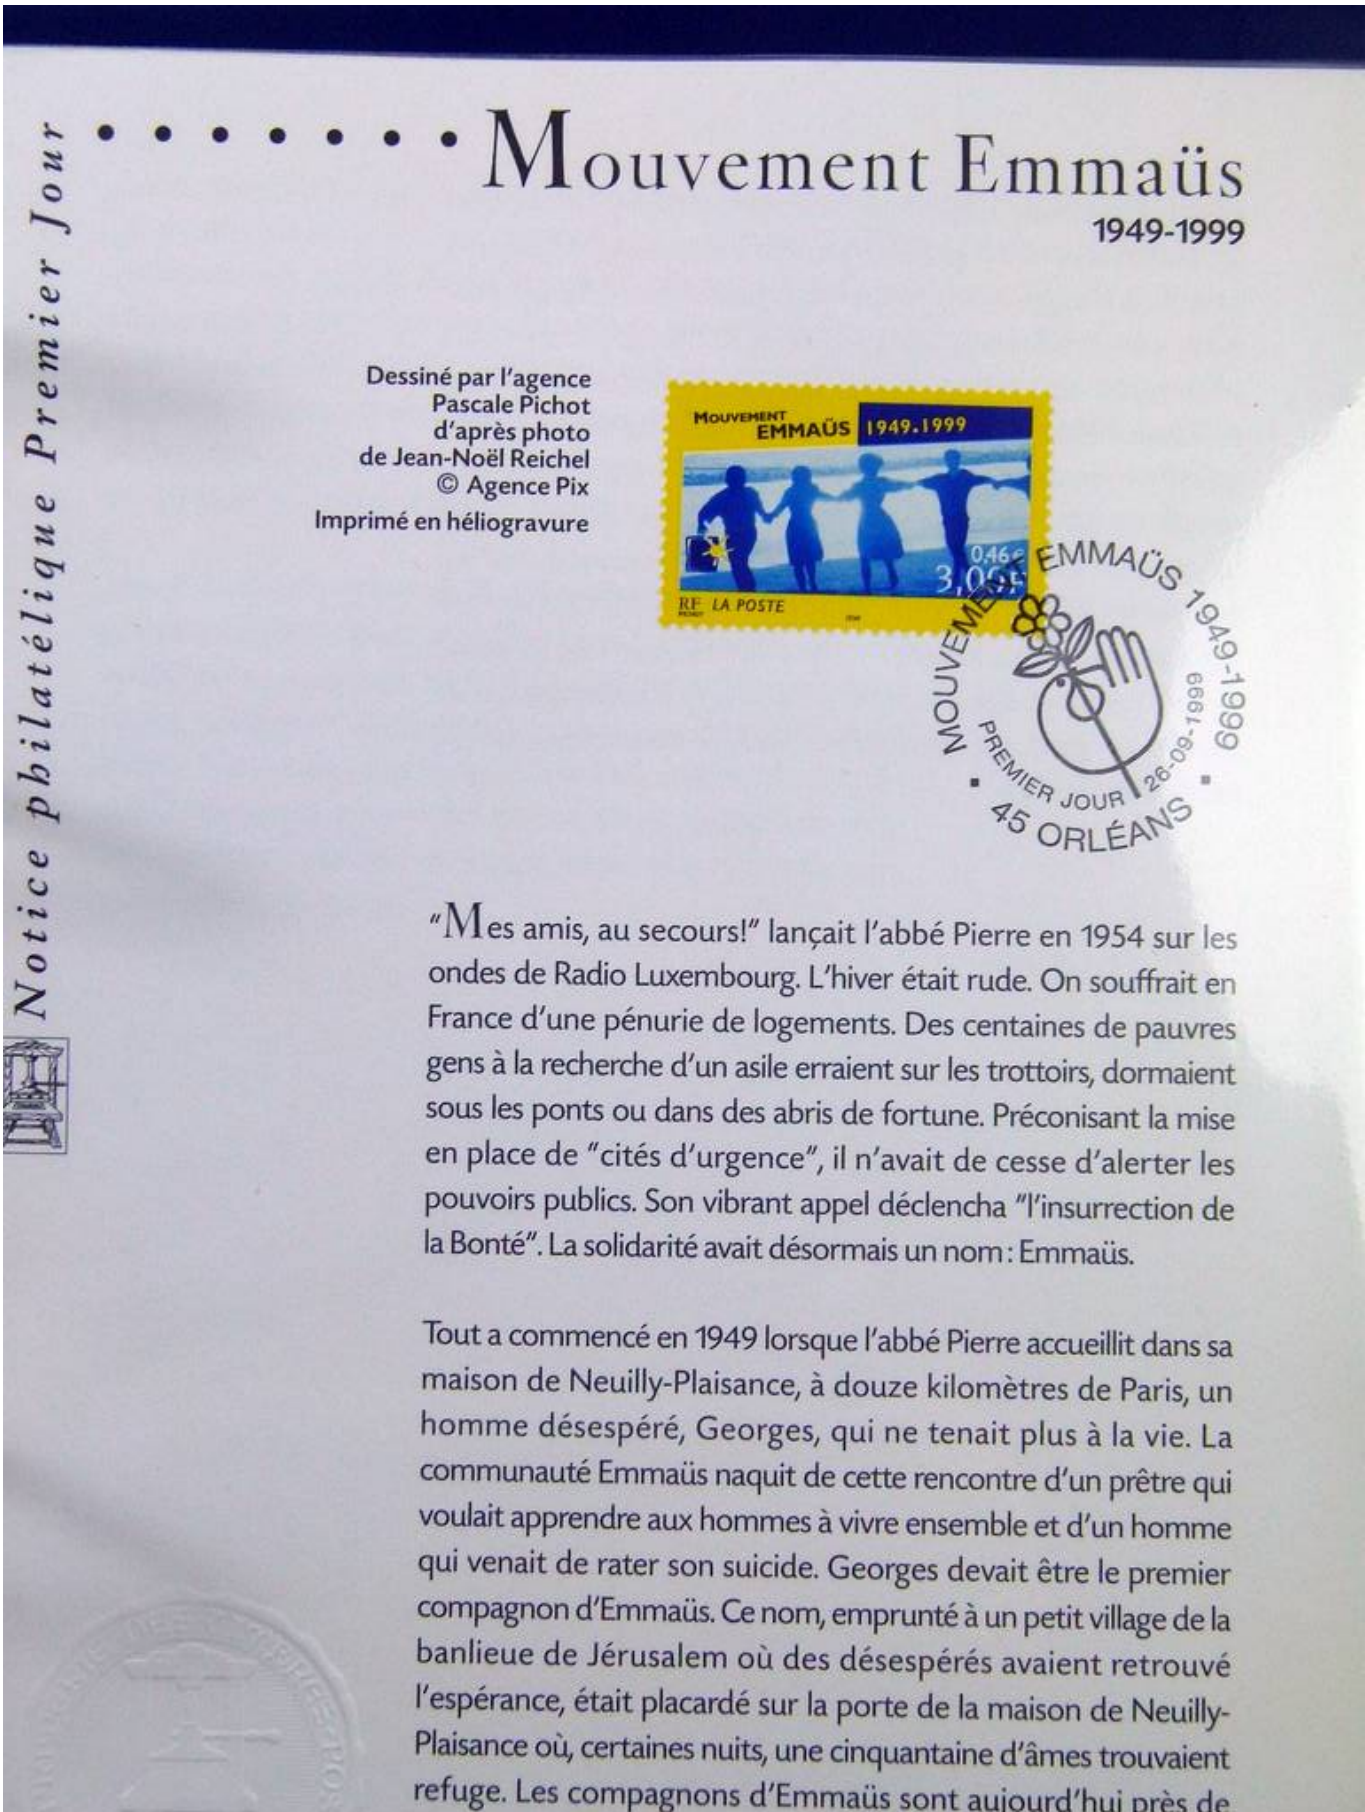 Notice philatélique Premier Jour
Mouvement Emmaüs
1949-1999
Dessiné par l'agence
Pascale Pichot
d'après photo
de Jean-Noël Reichel
© Agence Pix
Imprimé en héliogravure
MOUVEMENT
EMMAÜS 1949.1999
0,46€
3,00F
RF LA POSTE
MOUVEMENT EMMAÜS 1949-1999
PREMIER JOUR 26-09-1999
45 ORLÉANS
"Mes amis, au secours!" lançait l'abbé Pierre en 1954 sur les
ondes de Radio Luxembourg. L'hiver était rude. On souffrait en
France d'une pénurie de logements. Des centaines de pauvres
gens à la recherche d'un asile erraient sur les trottoirs, dormaient
sous les ponts ou dans des abris de fortune. Préconisant la mise
en place de "cités d'urgence", il n'avait de cesse d'alerter les
pouvoirs publics. Son vibrant appel déclencha "l'insurrection de
la Bonté". La solidarité avait désormais un nom: Emmaüs.
Tout a commencé en 1949 lorsque l'abbé Pierre accueillit dans sa
maison de Neuilly-Plaisance, à douze kilomètres de Paris, un
homme désespéré, Georges, qui ne tenait plus à la vie. La
communauté Emmaüs naquit de cette rencontre d'un prêtre qui
voulait apprendre aux hommes à vivre ensemble et d'un homme
qui venait de rater son suicide. Georges devait être le premier
compagnon d'Emmaüs. Ce nom, emprunté à un petit village de la
banlieue de Jérusalem où des désespérés avaient retrouvé
l'espérance, était placardé sur la porte de la maison de Neuilly-
Plaisance où, certaines nuits, une cinquantaine d'âmes trouvaient
refuge. Les compagnons d'Emmaüs sont aujourd'hui près de